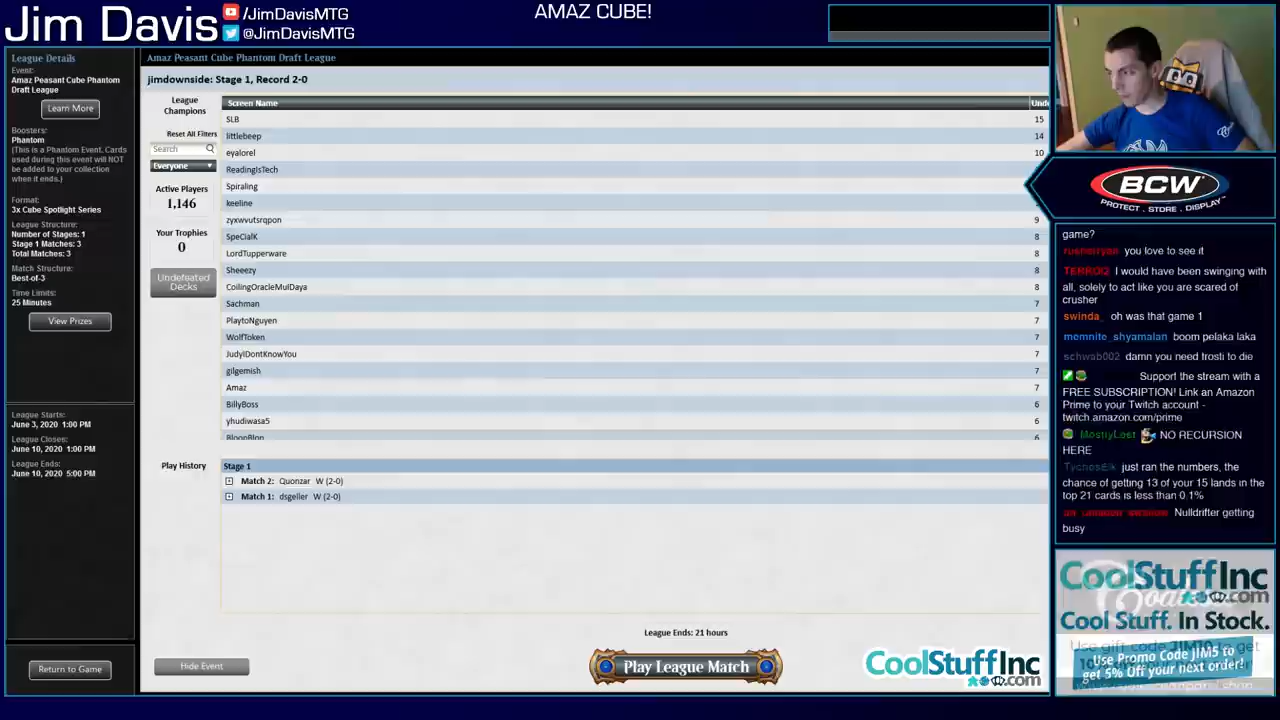 Jim Davis
/JimDavisMTG
@JimDavisMTG
AMAZ CUBE!
League Details
Event:
Amaz Peasant Cube Phantom
Draft League
Learn More
Boosters:
Phantom
(This is a Phantom Event. Cards
used during this event will NOT
be added to your collection
when it ends.)
Format:
3x Cube Spotlight Series
League Structure:
Number of Stages: 1
Stage 1 Matches: 3
Total Matches: 3
Match Structure:
Best-of-3
Time Limits:
25 Minutes
View Prizes
League Starts:
June 3, 2020 1:00 PM
League Closes:
June 10, 2020 1:00 PM
League Ends:
June 10, 2020 5:00 PM
Return to Game
Amaz Peasant Cube Phantom Draft League
jimdownside: Stage 1, Record 2-0
League
Champions
Reset All Filters
Search
Everyone
Active Players
1,146
Your Trophies
0
Undefeated
Decks
Screen Name Unde
SLB 15
littlebeep 14
eyalorel 10
ReadingIsTech
Spiraling
keeline
zyxwvutsrqpon 9
SpeCialK 8
LordTupperware 8
Sheeezy 8
CoilingOracleMulDaya 8
Sachman 7
PlaytoNguyen 7
WolfToken 7
JudyIDontKnowYou 7
gilgemish 7
Amaz 7
BillyBoss 6
yhudiwasa5 6
BloonBlon 6
Play History
Stage 1
Match 2: Quonzar W (2-0)
Match 1: dsgeller W (2-0)
League Ends: 21 hours
Hide Event
Play League Match
CoolStuffInc
.com
BCW
PROTECT . STORE . DISPLAY
game?
you love to see it
TERRO2 I would have been swinging with
all, solely to act like you are scared of
crusher
swinda_ oh was that game 1
memnite_shyamalan boom pelaka laka
schwab002 damn you need frosti to die
Support the stream with a
FREE SUBSCRIPTION! Link an Amazon
Prime to your Twitch account -
twitch.amazon.com/prime
MostlyLost NO RECURSION
HERE
TychosElk just ran the numbers, the
chance of getting 13 of your 15 lands in the
top 21 cards is less than 0.1%
Nulldrifter getting
busy
CoolStuffInc
.com
Cool Stuff. In Stock.
Use gift code JIM10 to get
Use Promo Code JIM5 to
get 5% Off your next order!